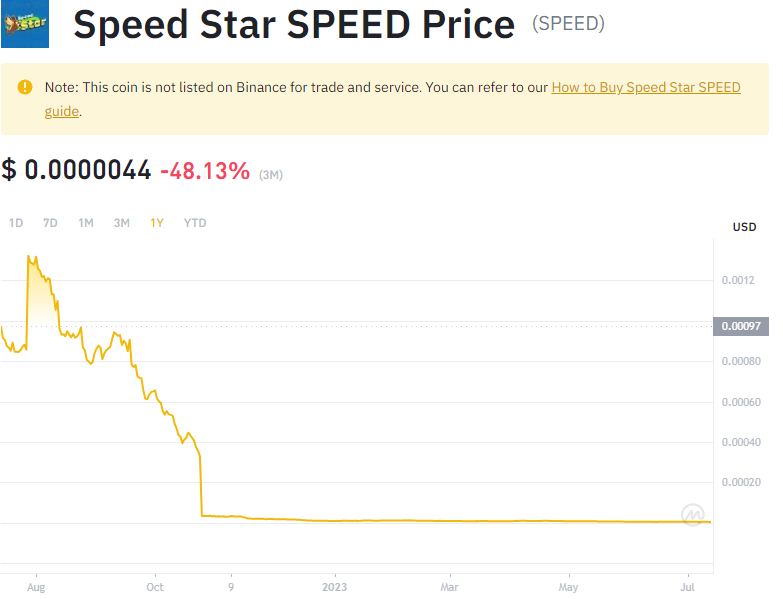 Star
Speed Star SPEED Price (SPEED)
Note: This coin is not listed on Binance for trade and service. You can refer to our How to Buy Speed Star SPEED
guide.
$ 0.0000044 -48.13% (3M)
1D 7D 1M 3M 1Y YTD
USD
0.0012
0.00097
0.00080
0.00060
0.00040
0.00020
Aug Oct 9 2023 Mar May Jul